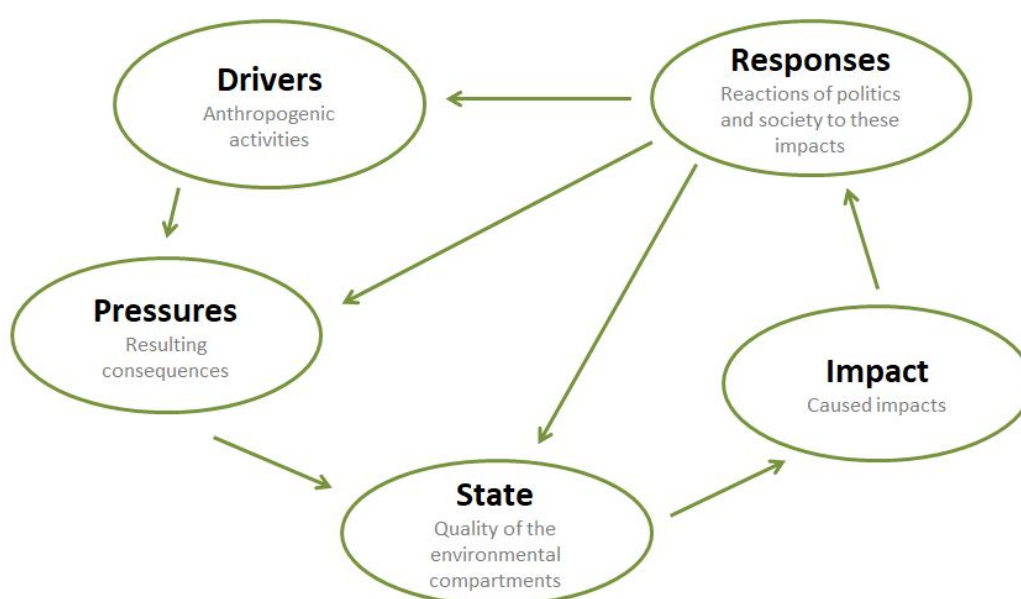 Drivers
Anthropogenic
activities
Responses
Reactions of politics
and society to these
impacts
Pressures
Resulting
consequences
Impact
Caused impacts
State
Quality of the
environmental
compartments